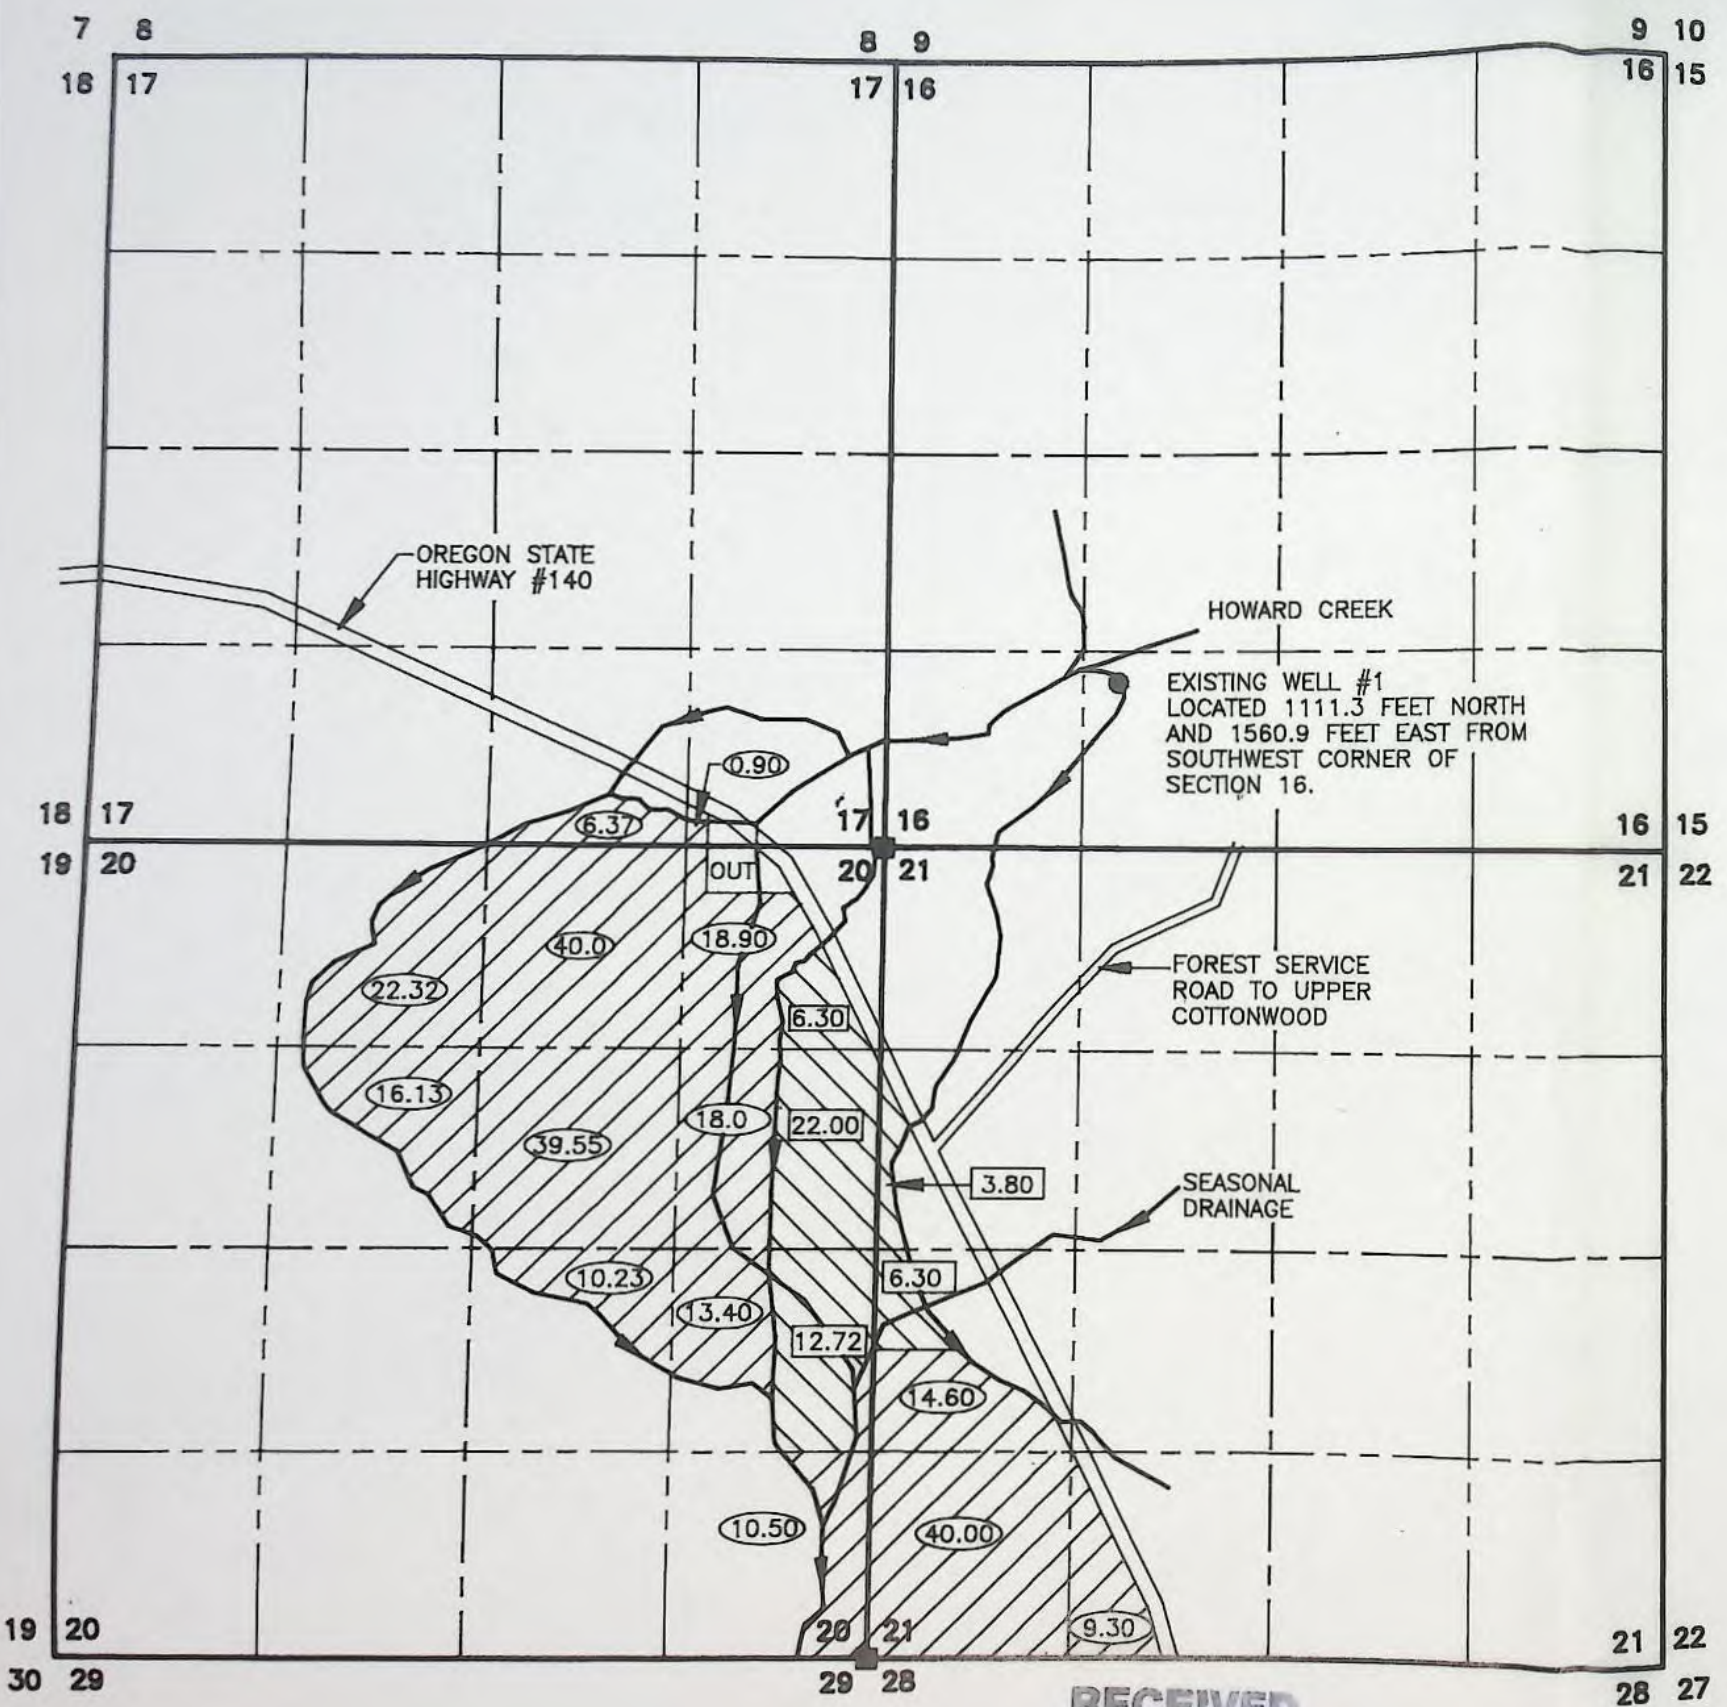 7 8
8 9
9 10
18 17
17 16
16 15
OREGON STATE
HIGHWAY #140
HOWARD CREEK
EXISTING WELL #1
LOCATED 1111.3 FEET NORTH
AND 1560.9 FEET EAST FROM
SOUTHWEST CORNER OF
SECTION 16.
0.90
18 17
6.37
17 16
16 15
19 20
OUT
20 21
21 22
40.0
18.90
22.32
FOREST SERVICE
ROAD TO UPPER
COTTONWOOD
6.30
16.13
18.0
22.00
39.55
3.80
SEASONAL
DRAINAGE
10.23
6.30
13.40
12.72
14.60
10.50
40.00
9.30
19 20
20 21
21 22
30 29
29 28
28 27
RECEIVED